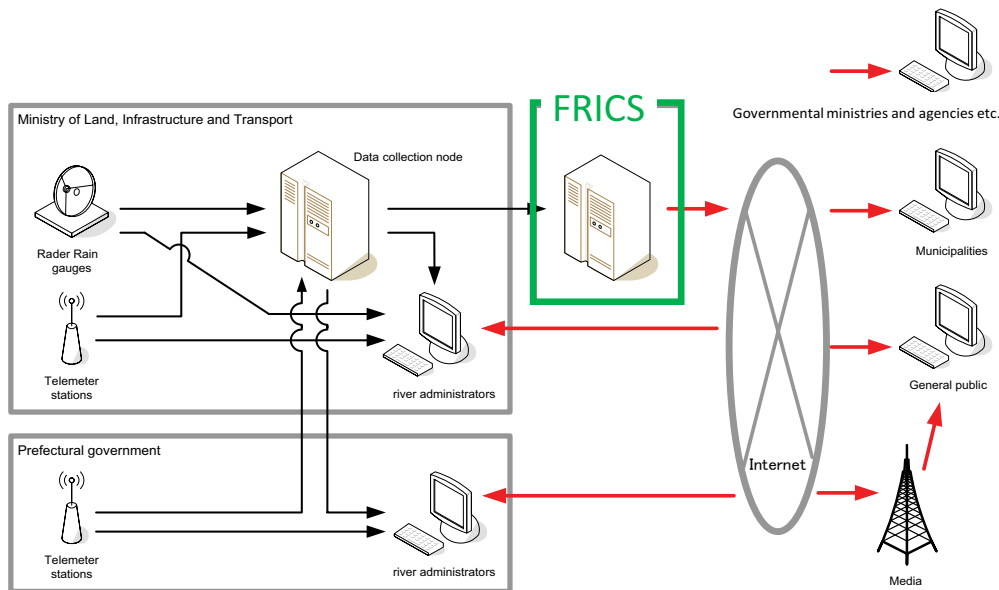 Governmental ministries and agencies etc.
FRICS
Ministry of Land, Infrastructure and Transport
Data collection node
Rader Rain
gauges
Municipalities
Telemeter
stations
river administrators
General public
Prefectural government
Internet
Telemeter
stations
river administrators
Media